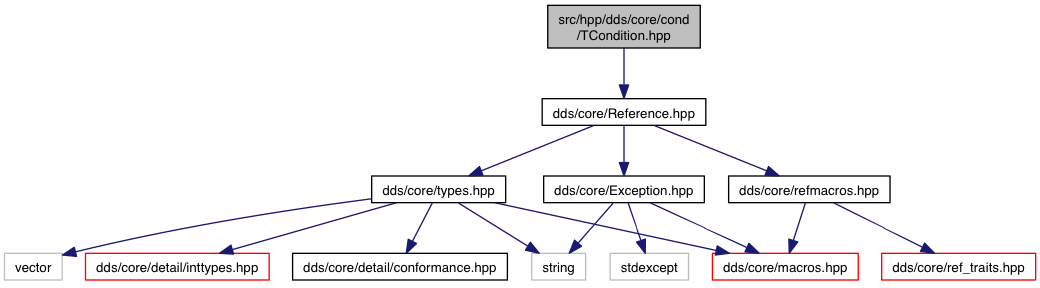 src/hpp/dds/core/cond
/TCondition.hpp
dds/core/Reference.hpp
dds/core/types.hpp
dds/core/Exception.hpp
dds/core/refmacros.hpp
vector
dds/core/detail/inttypes.hpp
dds/core/detail/conformance.hpp
string
stdexcept
dds/core/macros.hpp
dds/core/ref_traits.hpp